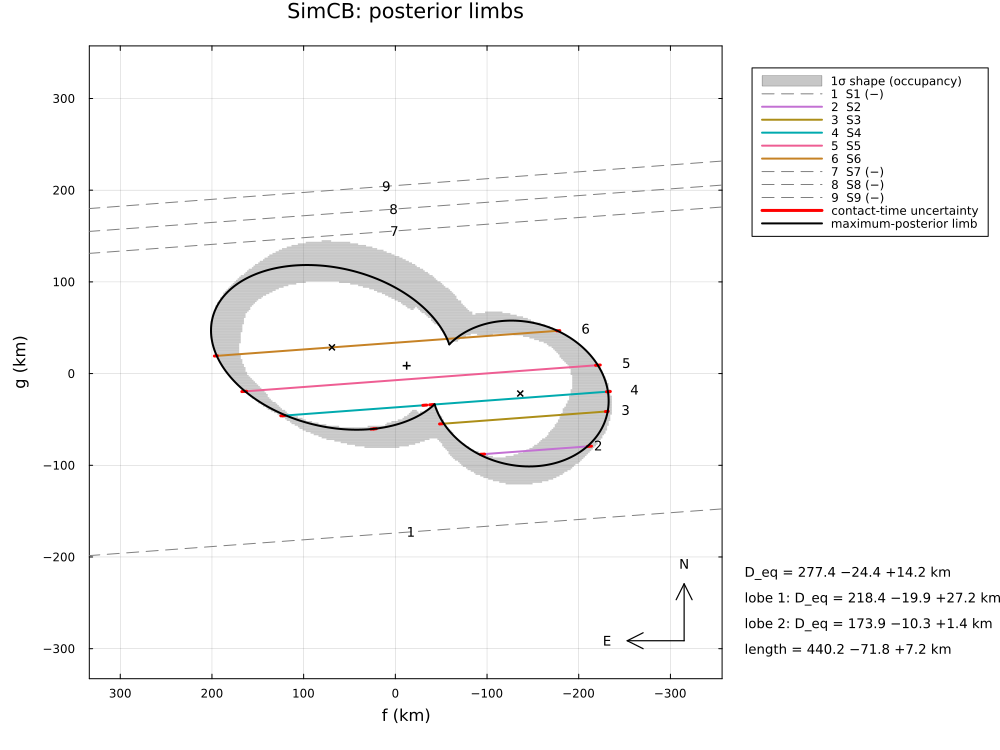 SimCB: posterior limbs
g (km)
300
200
100
0
−100
−200
−300
300
200
100
0
−100
−200
−300
f (km)
9
8
7
6
5
4
3
2
1
N
E
1σ shape (occupancy)
1 S1 (−)
2 S2
3 S3
4 S4
5 S5
6 S6
7 S7 (−)
8 S8 (−)
9 S9 (−)
contact-time uncertainty
maximum-posterior limb
D_eq = 277.4 −24.4 +14.2 km
lobe 1: D_eq = 218.4 −19.9 +27.2 km
lobe 2: D_eq = 173.9 −10.3 +1.4 km
length = 440.2 −71.8 +7.2 km